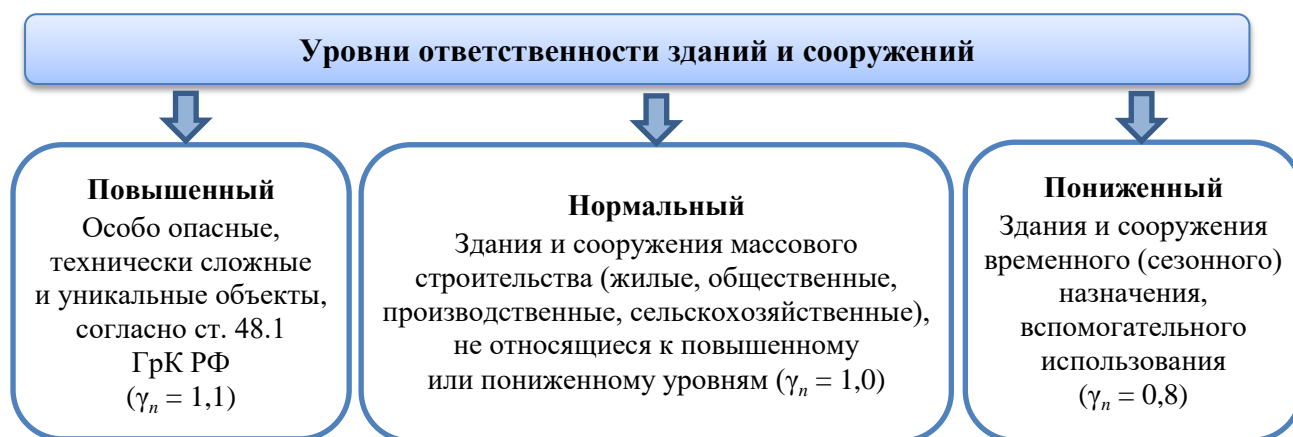 Уровни ответственности зданий и сооружений
Повышенный
Особо опасные,
технически сложные
и уникальные объекты,
согласно ст. 48.1
ГрК РФ
(γn = 1,1)
Нормальный
Здания и сооружения массового
строительства (жилые, общественные,
производственные, сельскохозяйственные),
не относящиеся к повышенному
или пониженному уровням (γn = 1,0)
Пониженный
Здания и сооружения
временного (сезонного)
назначения,
вспомогательного
использования
(γn = 0,8)